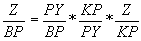 Z/BP = PY/BP * KP/PY * Z/KP